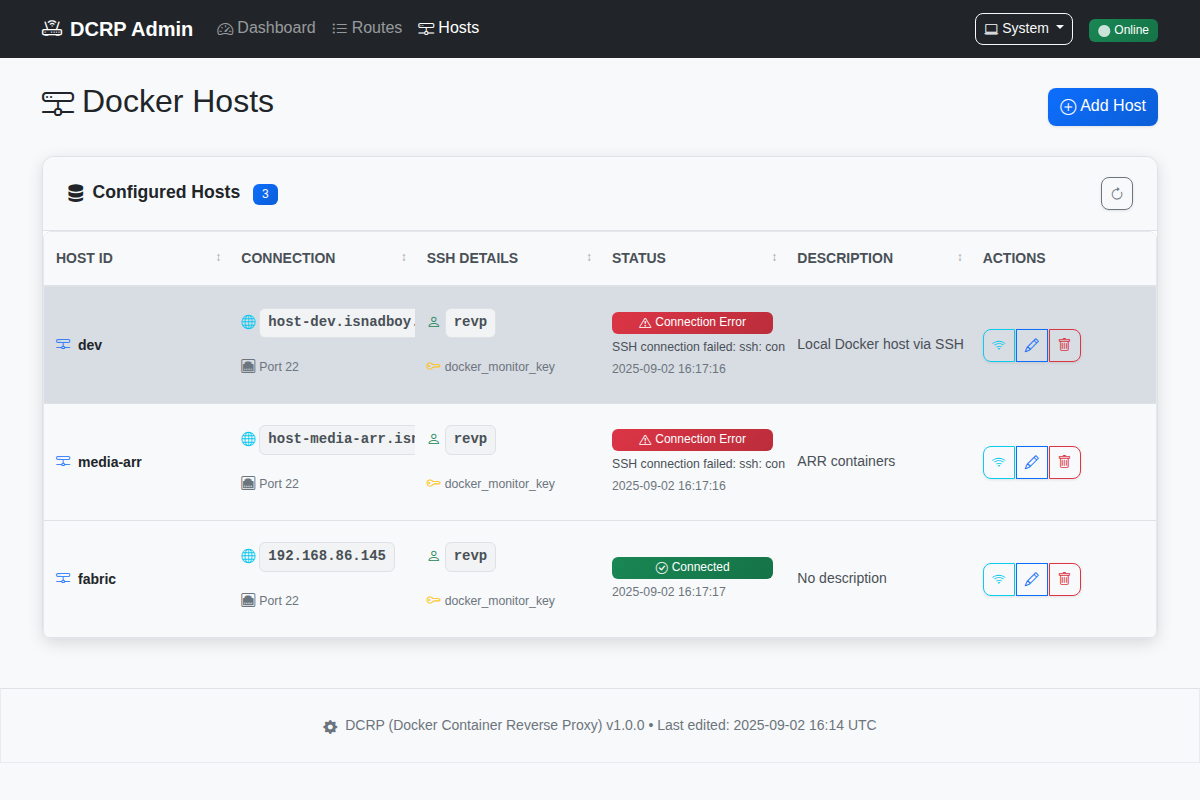 DCRP Admin Dashboard Routes Hosts System Online
Docker Hosts
Add Host
Configured Hosts 3
HOST ID CONNECTION SSH DETAILS STATUS DESCRIPTION ACTIONS
host-dev.isnadboy. revp Connection Error
dev SSH connection failed: ssh: con Local Docker host via SSH
Port 22 docker_monitor_key 2025-09-02 16:17:16
host-media-arr.isn revp Connection Error
media-arr SSH connection failed: ssh: con ARR containers
Port 22 docker_monitor_key 2025-09-02 16:17:16
192.168.86.145 revp Connected
fabric No description
Port 22 docker_monitor_key 2025-09-02 16:17:17
DCRP (Docker Container Reverse Proxy) v1.0.0 • Last edited: 2025-09-02 16:14 UTC